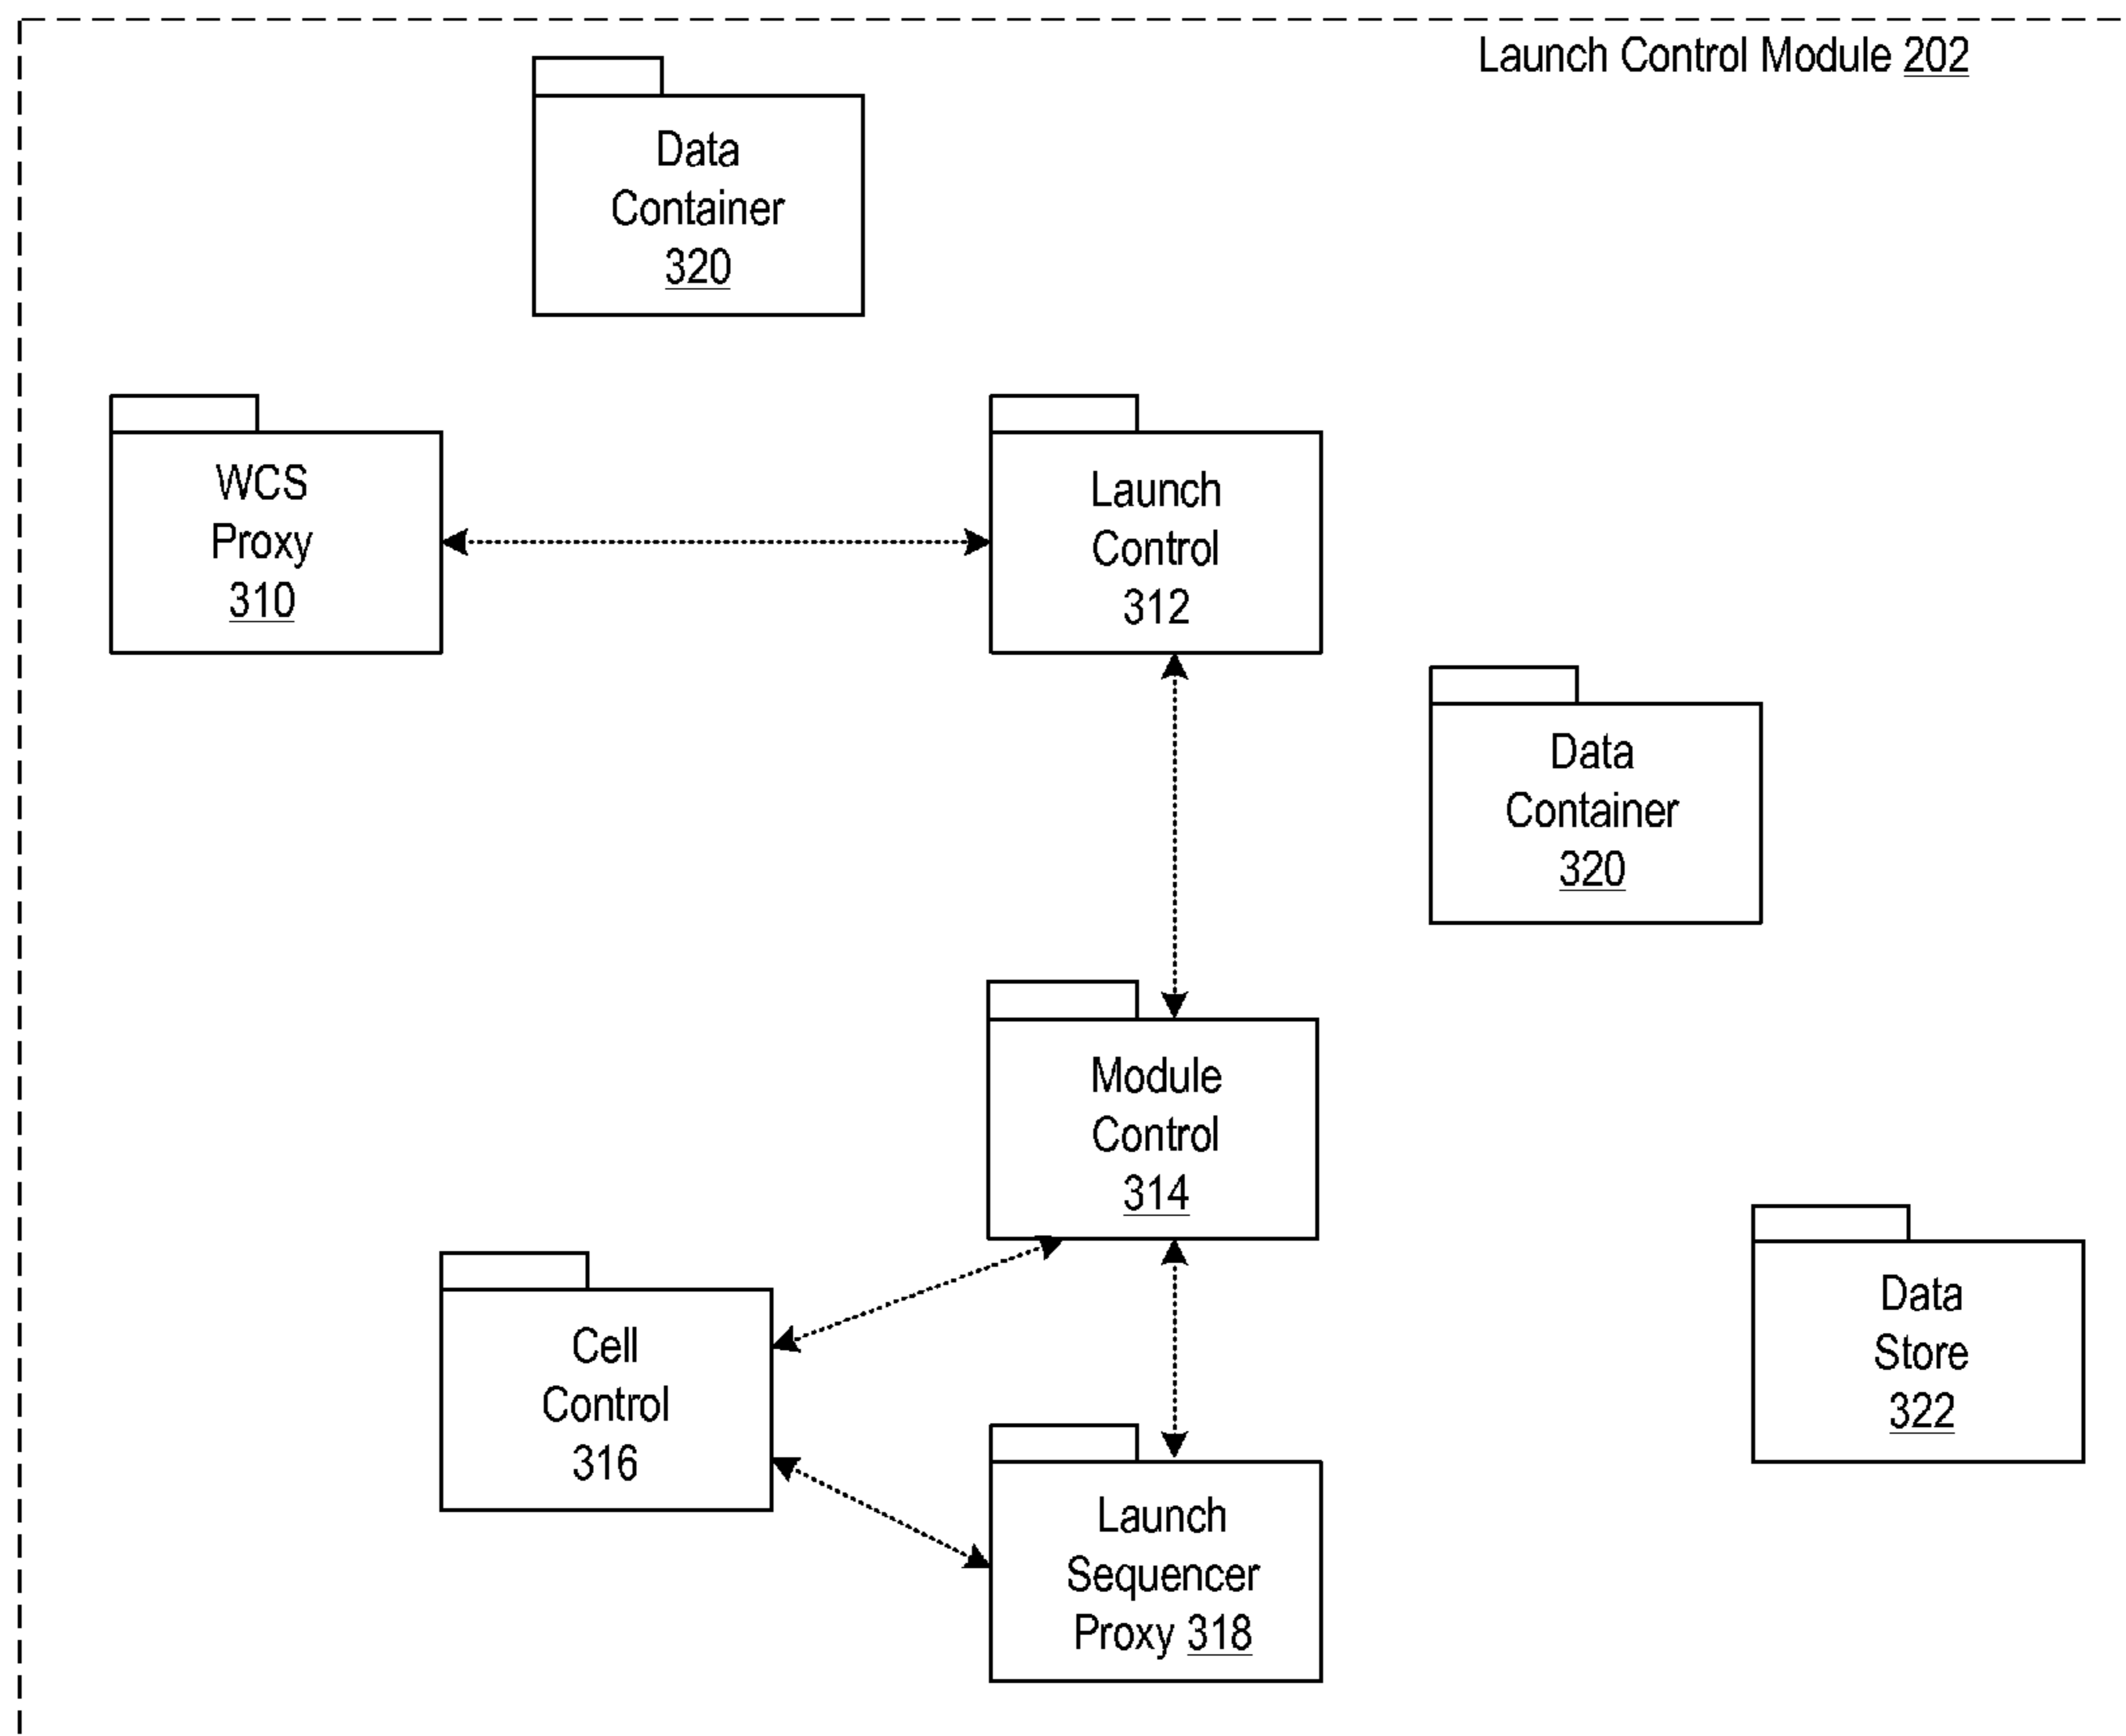 Launch Control Module 202
Data
Container
320
WCS
Proxy
310
Launch
Control
312
Data
Container
320
Module
Control
314
Cell
Control
316
Data
Store
322
Launch
Sequencer
Proxy 318